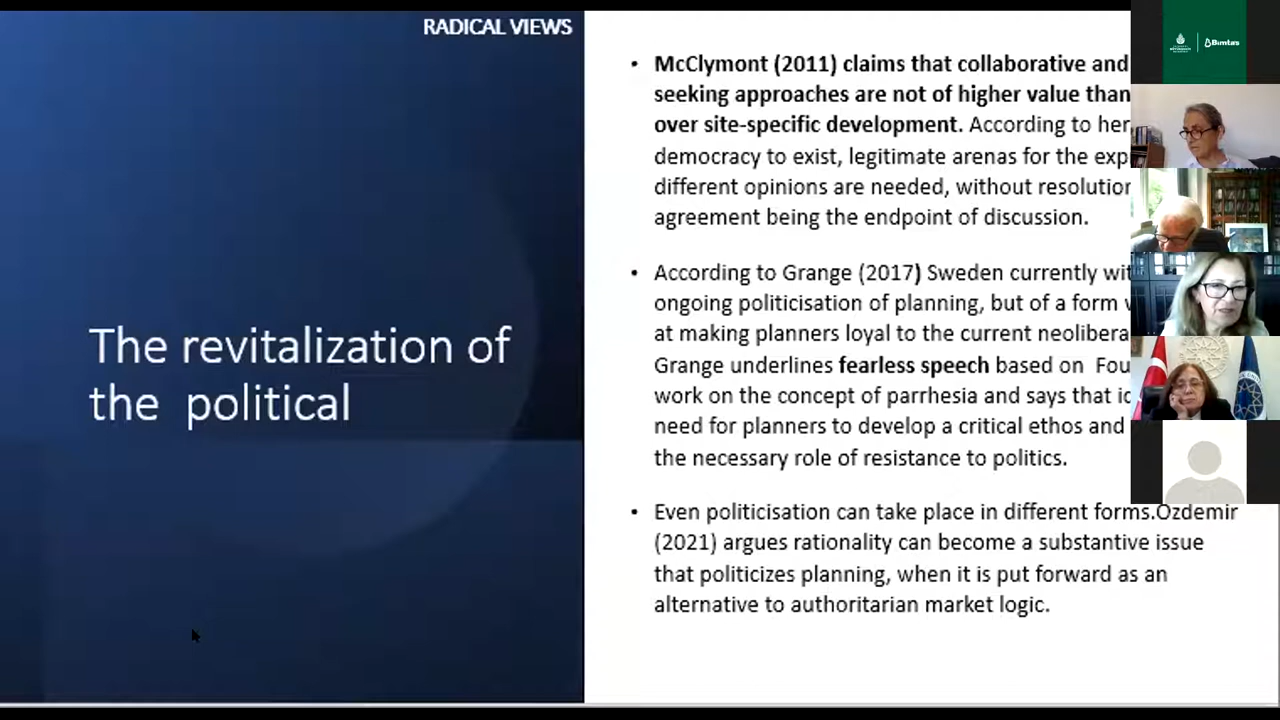 RADICAL VIEWS
The revitalization of
the political
• McClymont (2011) claims that collaborative and
seeking approaches are not of higher value than
over site-specific development. According to her,
democracy to exist, legitimate arenas for the exp
different opinions are needed, without resolution
agreement being the endpoint of discussion.
• According to Grange (2017) Sweden currently wit
ongoing politicisation of planning, but of a form
at making planners loyal to the current neolibera
Grange underlines fearless speech based on Fou
work on the concept of parrhesia and says that
need for planners to develop a critical ethos and
the necessary role of resistance to politics.
• Even politicisation can take place in different forms.Özdemir
(2021) argues rationality can become a substantive issue
that politicizes planning, when it is put forward as an
alternative to authoritarian market logic.
Bimtaş